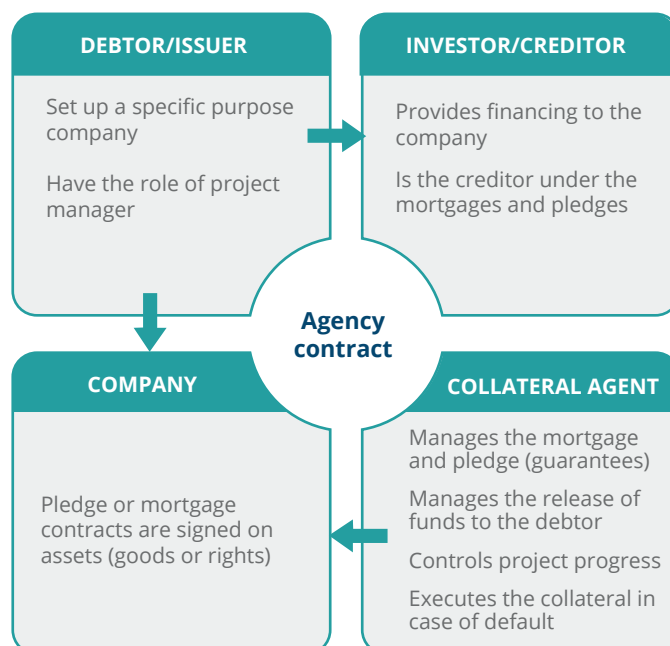 DEBTOR/ISSUER
Set up a specific purpose
company
Have the role of project
manager
INVESTOR/CREDITOR
Provides financing to the
company
Is the creditor under the
mortgages and pledges
Agency
contract
COMPANY
Pledge or mortgage
contracts are signed on
assets (goods or rights)
COLLATERAL AGENT
Manages the mortgage
and pledge (guarantees)
Manages the release of
funds to the debtor
Controls project progress
Executes the collateral in
case of default